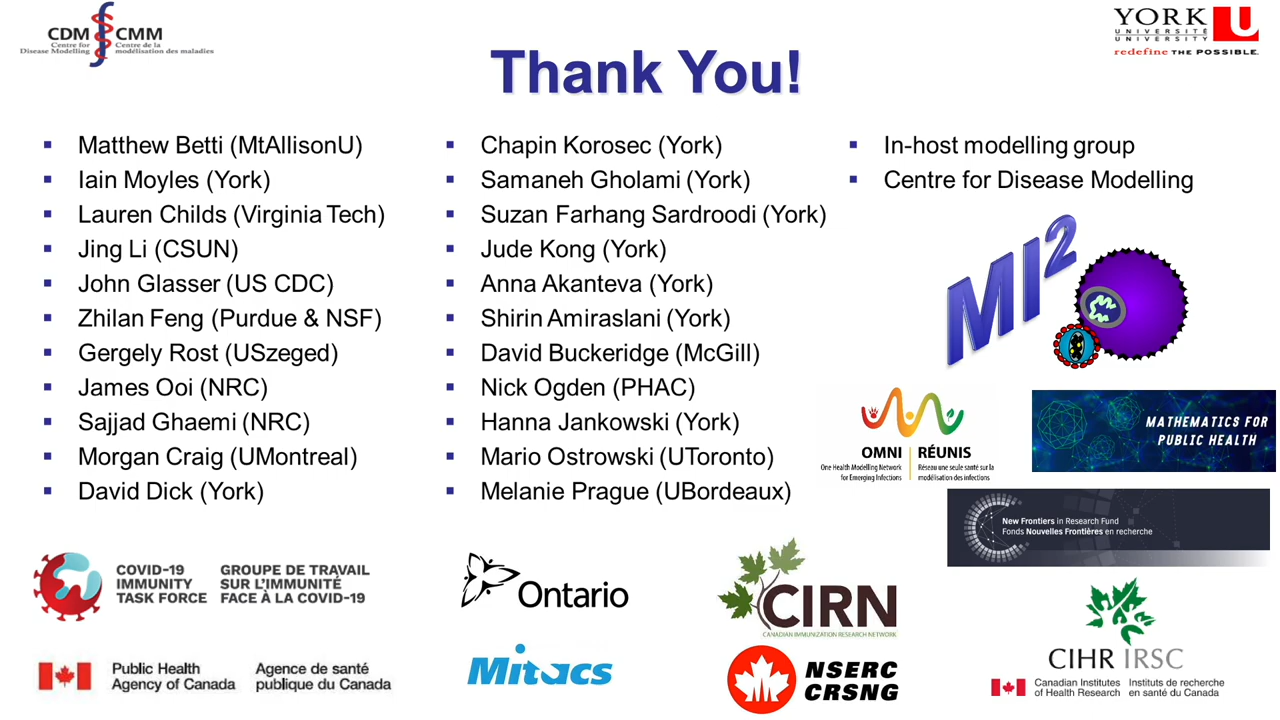 CDM CMM
Centre for Disease Modelling
Centre de la modélisation des maladies
YORK
UNIVERSITÉ
UNIVERSITY
U
redefine THE POSSIBLE.
Thank You!
Matthew Betti (MtAllisonU)
Iain Moyles (York)
Lauren Childs (Virginia Tech)
Jing Li (CSUN)
John Glasser (US CDC)
Zhilan Feng (Purdue & NSF)
Gergely Rost (USzeged)
James Ooi (NRC)
Sajjad Ghaemi (NRC)
Morgan Craig (UMontreal)
David Dick (York)
Chapin Korosec (York)
Samaneh Gholami (York)
Suzan Farhang Sardroodi (York)
Jude Kong (York)
Anna Akanteva (York)
Shirin Amiraslani (York)
David Buckeridge (McGill)
Nick Ogden (PHAC)
Hanna Jankowski (York)
Mario Ostrowski (UToronto)
Melanie Prague (UBordeaux)
In-host modelling group
Centre for Disease Modelling
MI2
OMNI
One Health Modelling Network
for Emerging Infections
RÉUNIS
Réseau une seule santé sur la
modélisation des infections
MATHEMATICS FOR
PUBLIC HEALTH
New Frontiers in Research Fund
Fonds Nouvelles Frontières en recherche
COVID-19
IMMUNITY
TASK FORCE
GROUPE DE TRAVAIL
SUR L'IMMUNITÉ
FACE À LA COVID-19
Ontario
CIRN
CANADIAN IMMUNIZATION RESEARCH NETWORK
CIHR IRSC
Canadian Institutes
of Health Research
Instituts de recherche
en santé du Canada
Public Health
Agency of Canada
Agence de santé
publique du Canada
Mitacs
NSERC
CRSNG